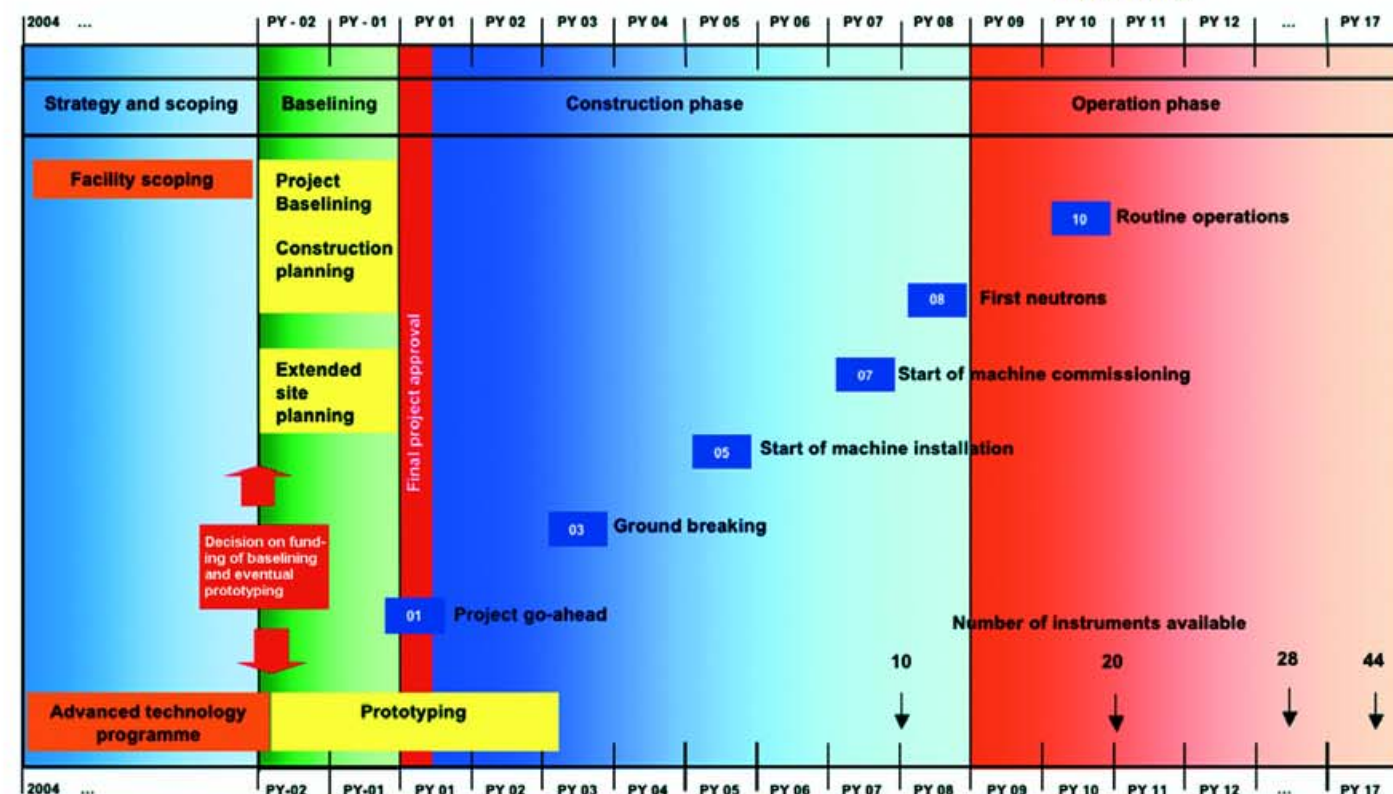 2004 ... PY - 02 PY - 01 PY 01 PY 02 PY 03 PY 04 PY 05 PY 06 PY 07 PY 08 PY 09 PY 10 PY 11 PY 12 ... PY 17
Strategy and scoping Baselining Construction phase Operation phase
Facility scoping
Project
Baselining
Construction
planning
10 Routine operations
08 First neutrons
Extended
site
planning
Final project approval
07 Start of machine commissioning
05 Start of machine installation
03 Ground breaking
Decision on fund-
ing of baselining
and eventual
prototyping
01 Project go-ahead
Number of instruments available
10 20 28 44
Advanced technology
programme
Prototyping
2004 ... PY-02 PY-01 PY 01 PY 02 PY 03 PY 04 PY 05 PY 06 PY 07 PY 08 PY 09 PY 10 PY 11 PY 12 ... PY 17